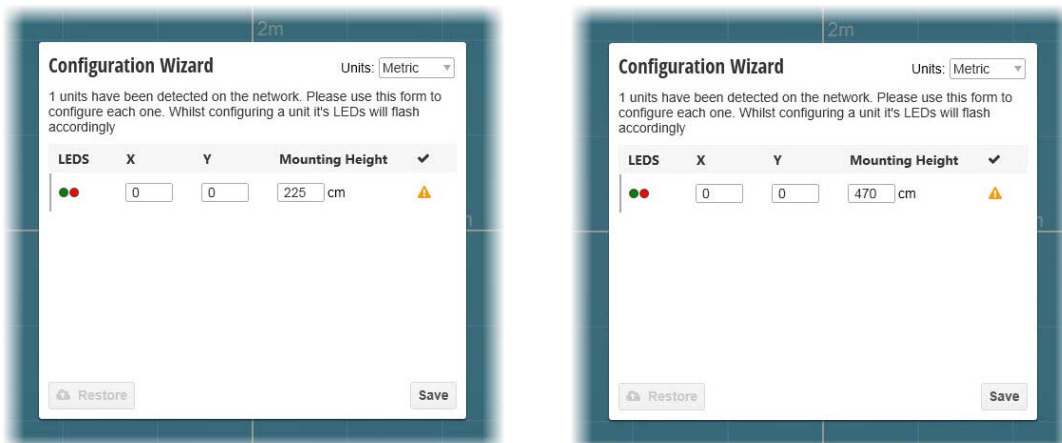 2m
Configuration Wizard
Units: Metric
1 units have been detected on the network. Please use this form to
configure each one. Whilst configuring a unit it's LEDs will flash
accordingly
LEDS X Y Mounting Height
0 0 225 cm
Restore
Save
2m
Configuration Wizard
Units: Metric
1 units have been detected on the network. Please use this form to
configure each one. Whilst configuring a unit it's LEDs will flash
accordingly
LEDS X Y Mounting Height
0 0 470 cm
Restore
Save